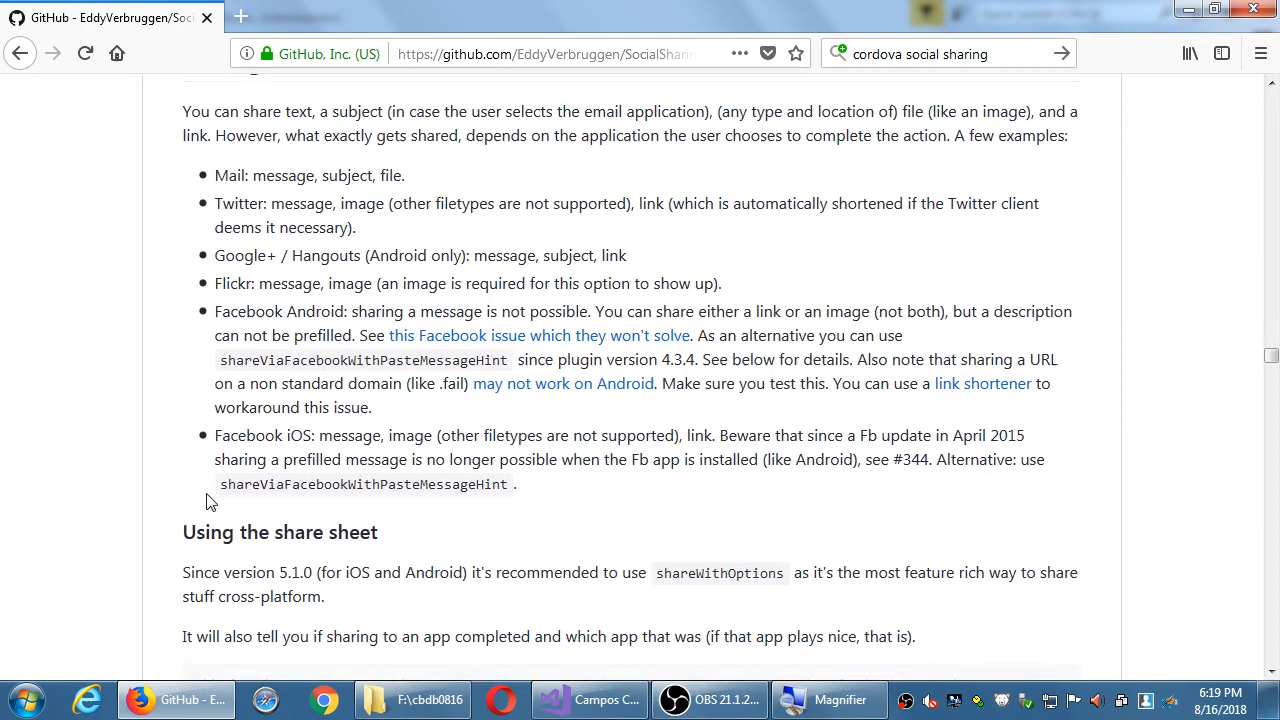 GitHub - EddyVerbruggen/Soci
GitHub, Inc. (US)
https://github.com/EddyVerbruggen/SocialSharin
cordova social sharing
You can share text, a subject (in case the user selects the email application), (any type and location of) file (like an image), and a
link. However, what exactly gets shared, depends on the application the user chooses to complete the action. A few examples:
Mail: message, subject, file.
Twitter: message, image (other filetypes are not supported), link (which is automatically shortened if the Twitter client
deems it necessary).
Google+ / Hangouts (Android only): message, subject, link
Flickr: message, image (an image is required for this option to show up).
Facebook Android: sharing a message is not possible. You can share either a link or an image (not both), but a description
can not be prefilled. See this Facebook issue which they won't solve. As an alternative you can use
shareViaFacebookWithPasteMessageHint since plugin version 4.3.4. See below for details. Also note that sharing a URL
on a non standard domain (like .fail) may not work on Android. Make sure you test this. You can use a link shortener to
workaround this issue.
Facebook iOS: message, image (other filetypes are not supported), link. Beware that since a Fb update in April 2015
sharing a prefilled message is no longer possible when the Fb app is installed (like Android), see #344. Alternative: use
shareViaFacebookWithPasteMessageHint.
Using the share sheet
Since version 5.1.0 (for iOS and Android) it's recommended to use shareWithOptions as it's the most feature rich way to share
stuff cross-platform.
It will also tell you if sharing to an app completed and which app that was (if that app plays nice, that is).
GitHub - E...
F:\cbdb0816
Campos C...
OBS 21.1.2...
Magnifier
6:19 PM
8/16/2018